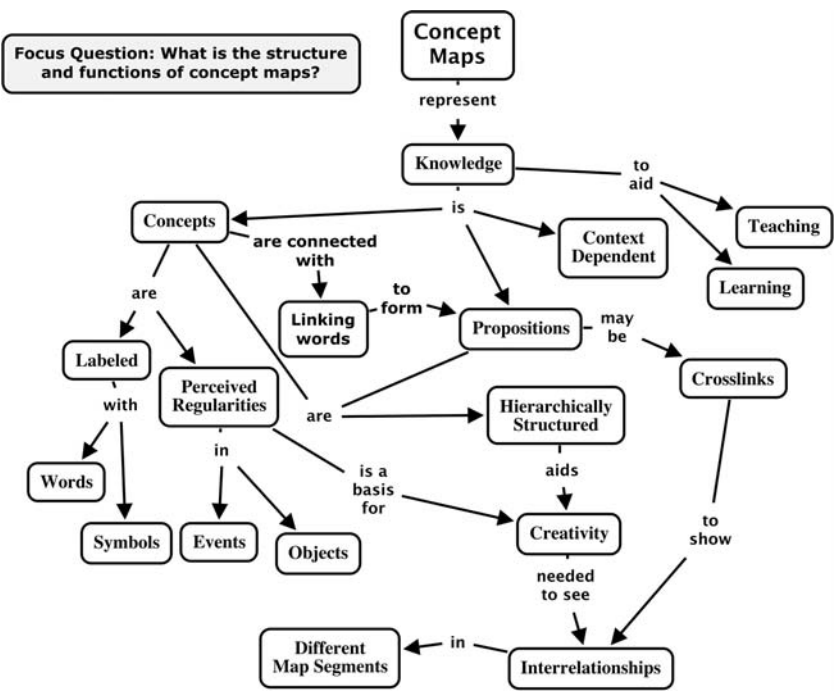 Concept
Maps
Focus Question: What is the structure
and functions of concept maps?
represent
Knowledge
to
aid
is
Concepts
Teaching
are connected
with
Context
Dependent
Learning
are
to
form
Linking
words
Propositions
may
be
Labeled
Perceived
Regularities
Crosslinks
with
are
Hierarchically
Structured
in
is a
basis
for
aids
Words
Symbols
Events
Objects
Creativity
to
show
needed
to see
Different
Map Segments
in
Interrelationships